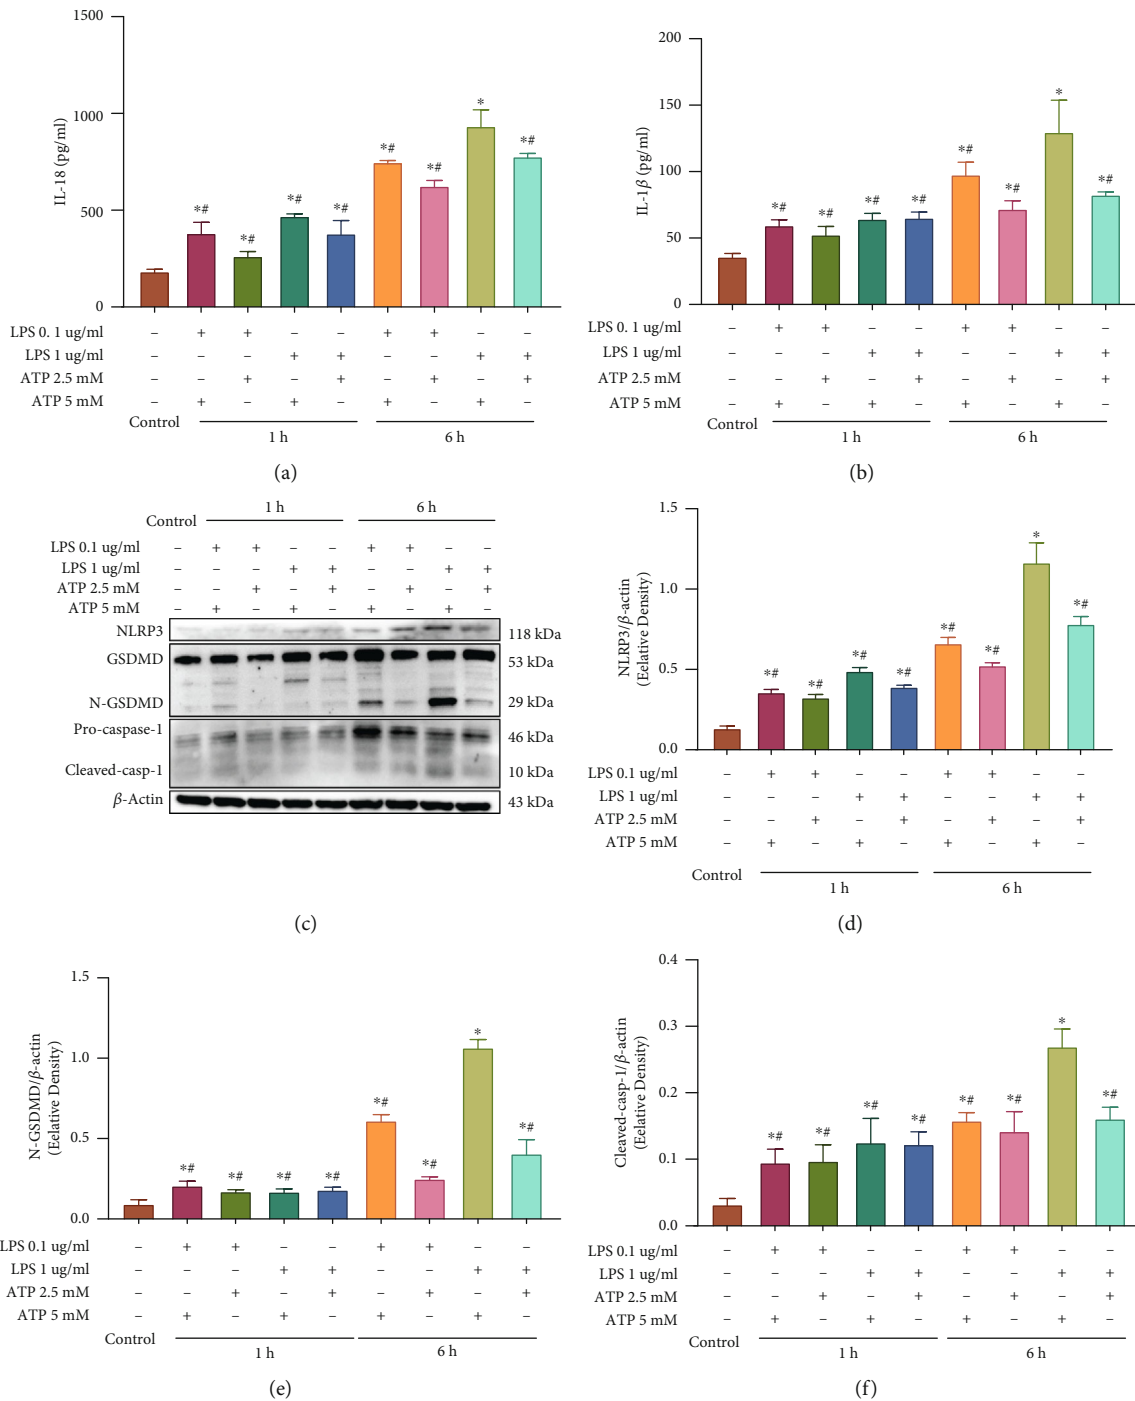 1500
1000
500
0
IL-18 (pg/ml)
*#
*#
*#
*#
*#
*#
*
*#
LPS 0. 1 ug/ml – + + – – + + – –
LPS 1 ug/ml – – – + + – – + +
ATP 2.5 mM – – + – + – + – +
ATP 5 mM – + – + – + – + –
Control
1 h
6 h
(a)
200
150
100
50
0
IL-1β (pg/ml)
*#
*#
*#
*#
*#
*#
*
*#
LPS 0. 1 ug/ml – + + – – + + – –
LPS 1 ug/ml – – – + + – – + +
ATP 2.5 mM – – + – + – + – +
ATP 5 mM – + – + – + – + –
Control
1 h
6 h
(b)
1 h
6 h
Control
LPS 0.1 ug/ml – + + – – + + – –
LPS 1 ug/ml – – – + + – – + +
ATP 2.5 mM – – + – + – + – +
ATP 5 mM – + – + – + – + –
NLRP3 118 kDa
GSDMD 53 kDa
N-GSDMD 29 kDa
Pro-caspase-1 46 kDa
Cleaved-casp-1 10 kDa
β-Actin 43 kDa
(c)
1.5
1.0
0.5
0.0
NLRP3/β-actin
(Eelative Density)
*#
*#
*#
*#
*#
*#
*
*#
LPS 0.1 ug/ml – + + – – + + – –
LPS 1 ug/ml – – – + + – – + +
ATP 2.5 mM – – + – + – + – +
ATP 5 mM – + – + – + – + –
Control
1 h
6 h
(d)
1.5
1.0
0.5
0.0
N-GSDMD/β-actin
(Eelative Density)
*#
*#
*#
*#
*#
*#
*
*#
LPS 0.1 ug/ml – + + – – + + – –
LPS 1 ug/ml – – – + + – – + +
ATP 2.5 mM – – + – + – + – +
ATP 5 mM – + – + – + – + –
Control
1 h
6 h
(e)
0.4
0.3
0.2
0.1
0.0
Cleaved-casp-1/β-actin
(Eelative Density)
*#
*#
*#
*#
*#
*#
*
*#
LPS 0.1 ug/ml – + + – – + + – –
LPS 1 ug/ml – – – + + – – + +
ATP 2.5 mM – – + – + – + – +
ATP 5 mM – + – + – + – + –
Control
1 h
6 h
(f)